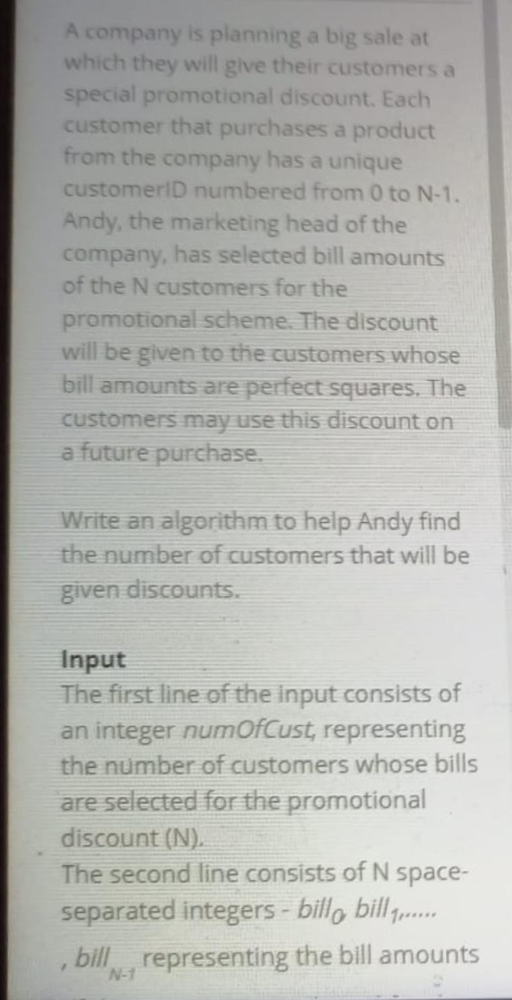 A company is planning a big sale at
which they will give their customers a
special promotional discount. Each
customer that purchases a product
from the company has a unique
customerID numbered from 0 to N-1.
Andy, the marketing head of the
company, has selected bill amounts
of the N customers for the
promotional scheme. The discount
will be given to the customers whose
bill amounts are perfect squares. The
customers may use this discount on
a future purchase.
Write an algorithm to help Andy find
the number of customers that will be
given discounts.
Input
The first line of the input consists of
an integer numOfCust, representing
the number of customers whose bills
are selected for the promotional
discount (N).
The second line consists of N space-
separated integers - bill0, bill1,......
, billN-1 representing the bill amounts